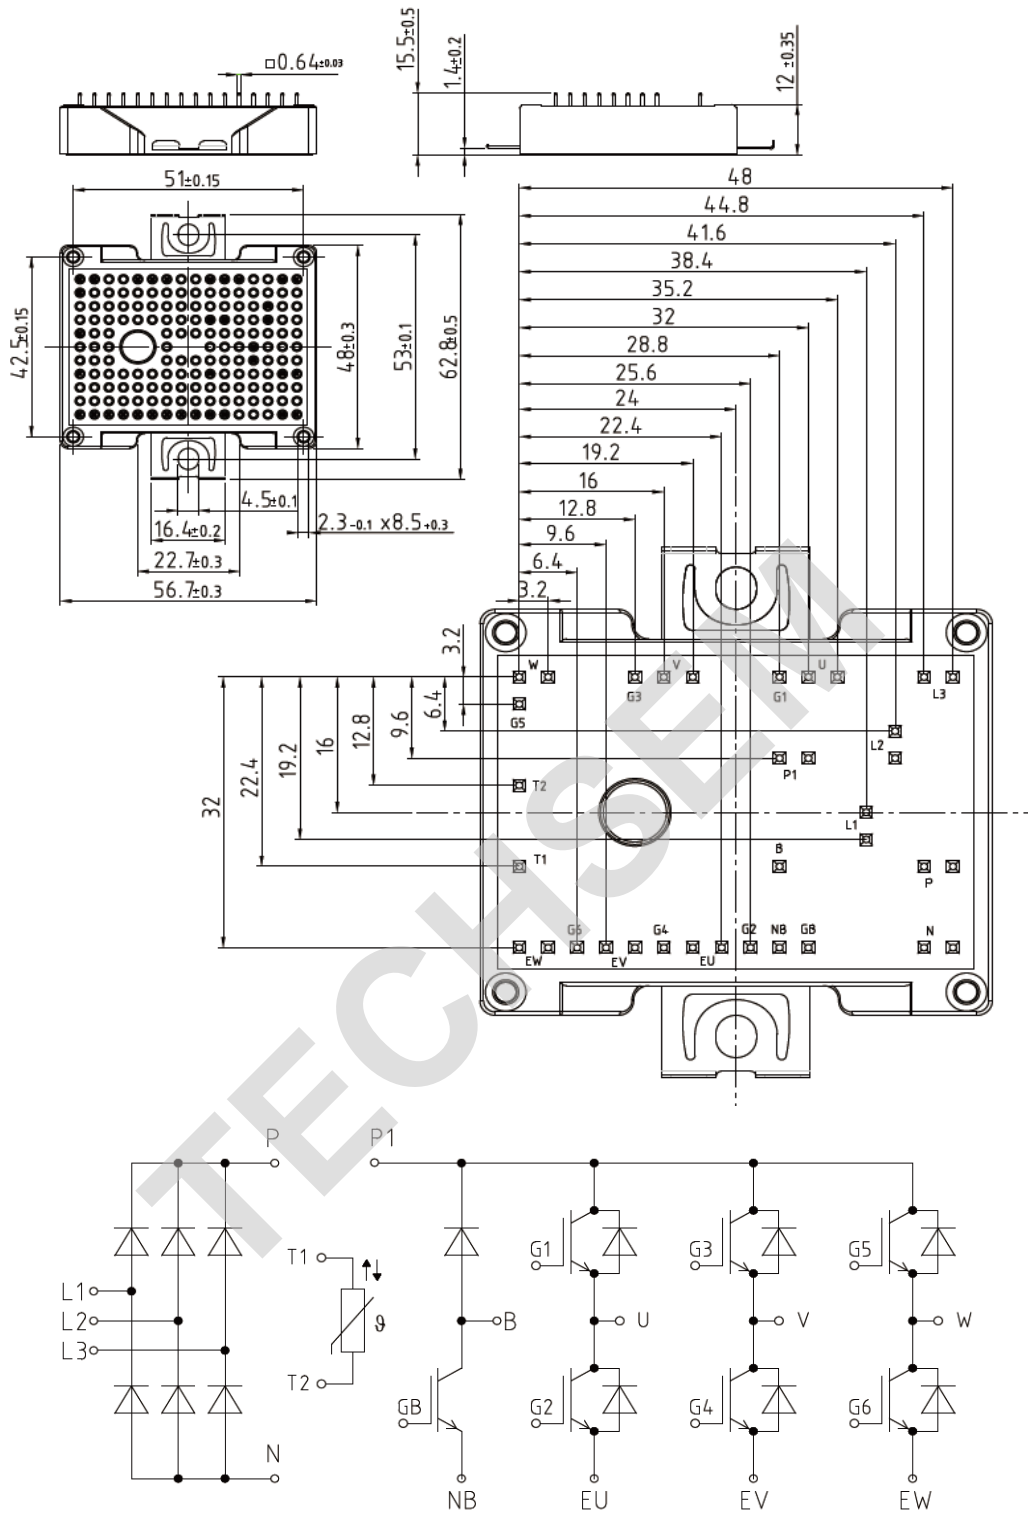 □0.64±0.03
15.5±0.5
1.4±0.2
12 ±0.35
51±0.15
42.5±0.15
48±0.3
53±0.1
62.8±0.5
4.5±0.1
16.4±0.2
2.3-0.1 x8.5+0.3
22.7±0.3
56.7±0.3
48
44.8
41.6
38.4
35.2
32
28.8
25.6
24
22.4
19.2
16
12.8
9.6
6.4
3.2
3.2
6.4
9.6
12.8
16
19.2
22.4
32
W
V
U
G3
G1
L3
G5
L2
P1
T2
L1
B
T1
P
G6
G4
G2
NB
GB
N
EW
EV
EU
TECHSEM
P
P1
T1
G1
G3
G5
L1
L2
L3
ϑ
B
U
V
W
T2
GB
G2
G4
G6
N
NB
EU
EV
EW